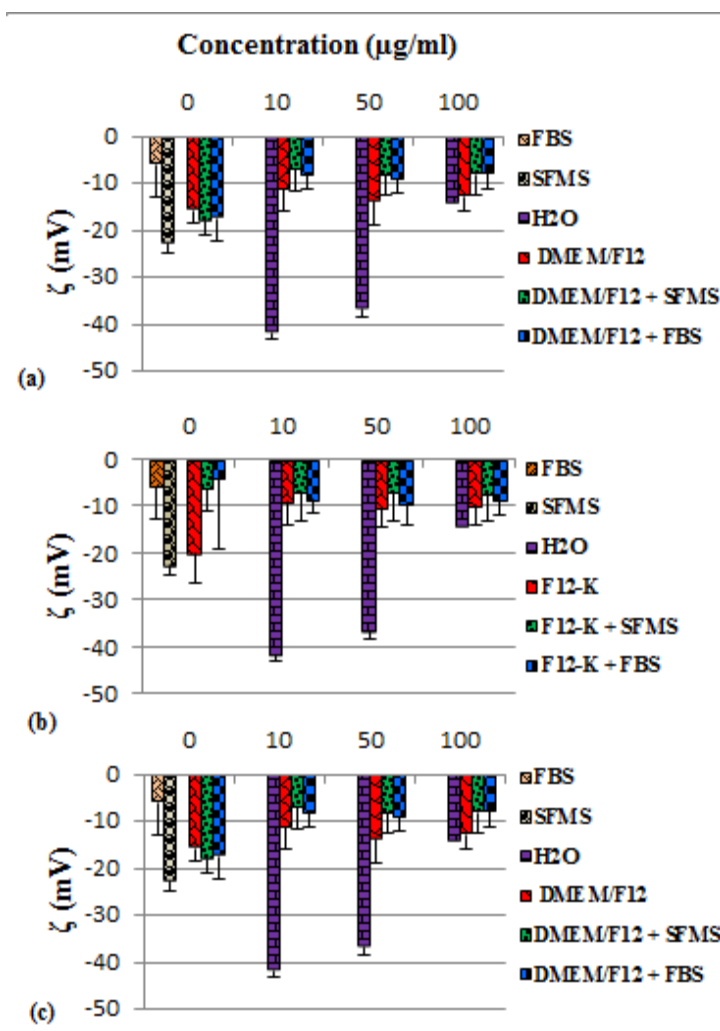 Concentration (µg/ml)
0 10 50 100
0
-10
-20
-30
-40
-50
ζ (mV)
FBS
SFMS
H2O
DMEM/F12
DMEM/F12 + SFMS
DMEM/F12 + FBS
(a)
0 10 50 100
0
-10
-20
-30
-40
-50
ζ (mV)
FBS
SFMS
H2O
F12-K
F12-K + SFMS
F12-K + FBS
(b)
0 10 50 100
0
-10
-20
-30
-40
-50
ζ (mV)
FBS
SFMS
H2O
DMEM/F12
DMEM/F12 + SFMS
DMEM/F12 + FBS
(c)